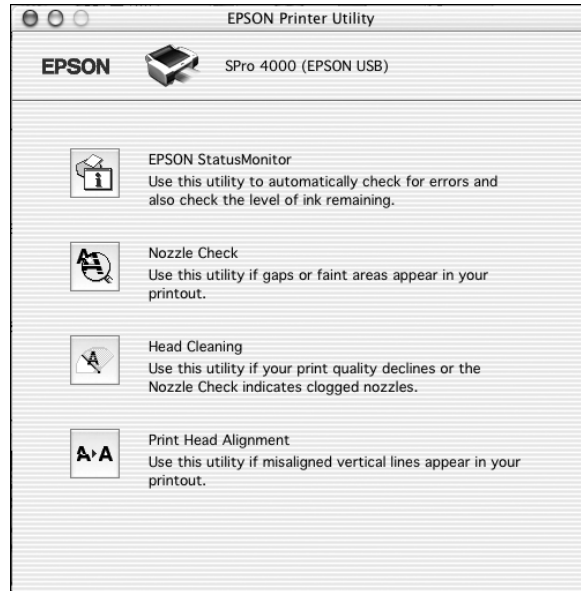 EPSON Printer Utility
EPSON
SPro 4000 (EPSON USB)
EPSON StatusMonitor
Use this utility to automatically check for errors and
also check the level of ink remaining.
Nozzle Check
Use this utility if gaps or faint areas appear in your
printout.
Head Cleaning
Use this utility if your print quality declines or the
Nozzle Check indicates clogged nozzles.
Print Head Alignment
Use this utility if misaligned vertical lines appear in your
printout.